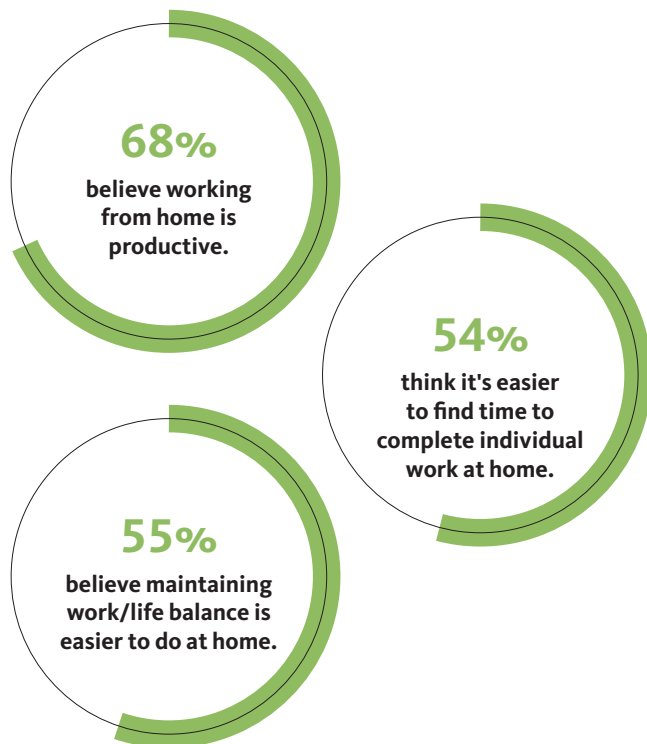 68%
believe working
from home is
productive.
54%
think it's easier
to find time to
complete individual
work at home.
55%
believe maintaining
work/life balance is
easier to do at home.